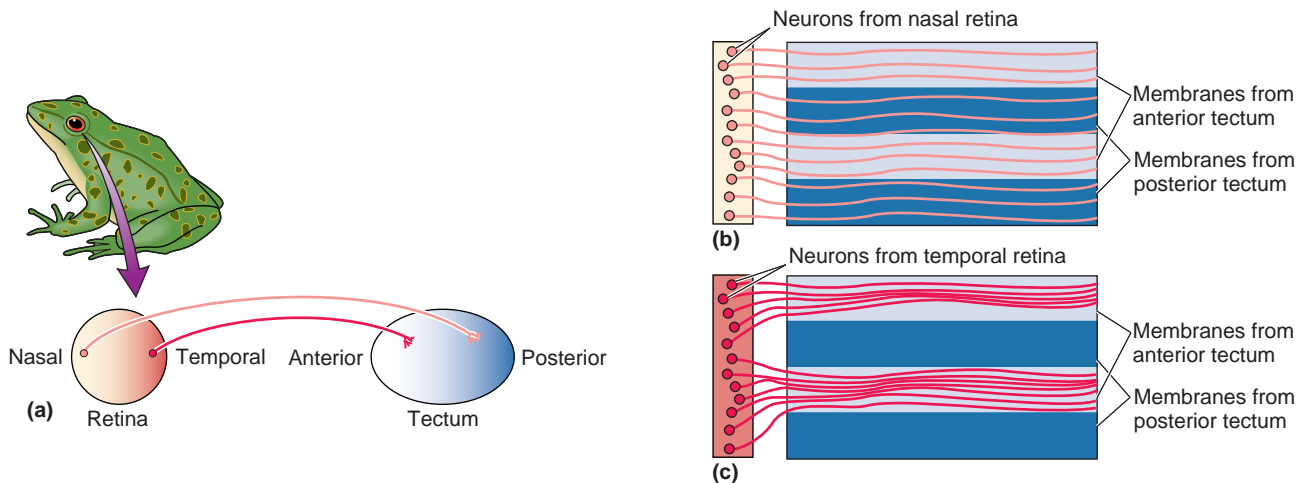 Nasal
Temporal
Anterior
Posterior
(a)
Retina
Tectum
Neurons from nasal retina
Membranes from
anterior tectum
Membranes from
posterior tectum
(b)
Neurons from temporal retina
Membranes from
anterior tectum
Membranes from
posterior tectum
(c)